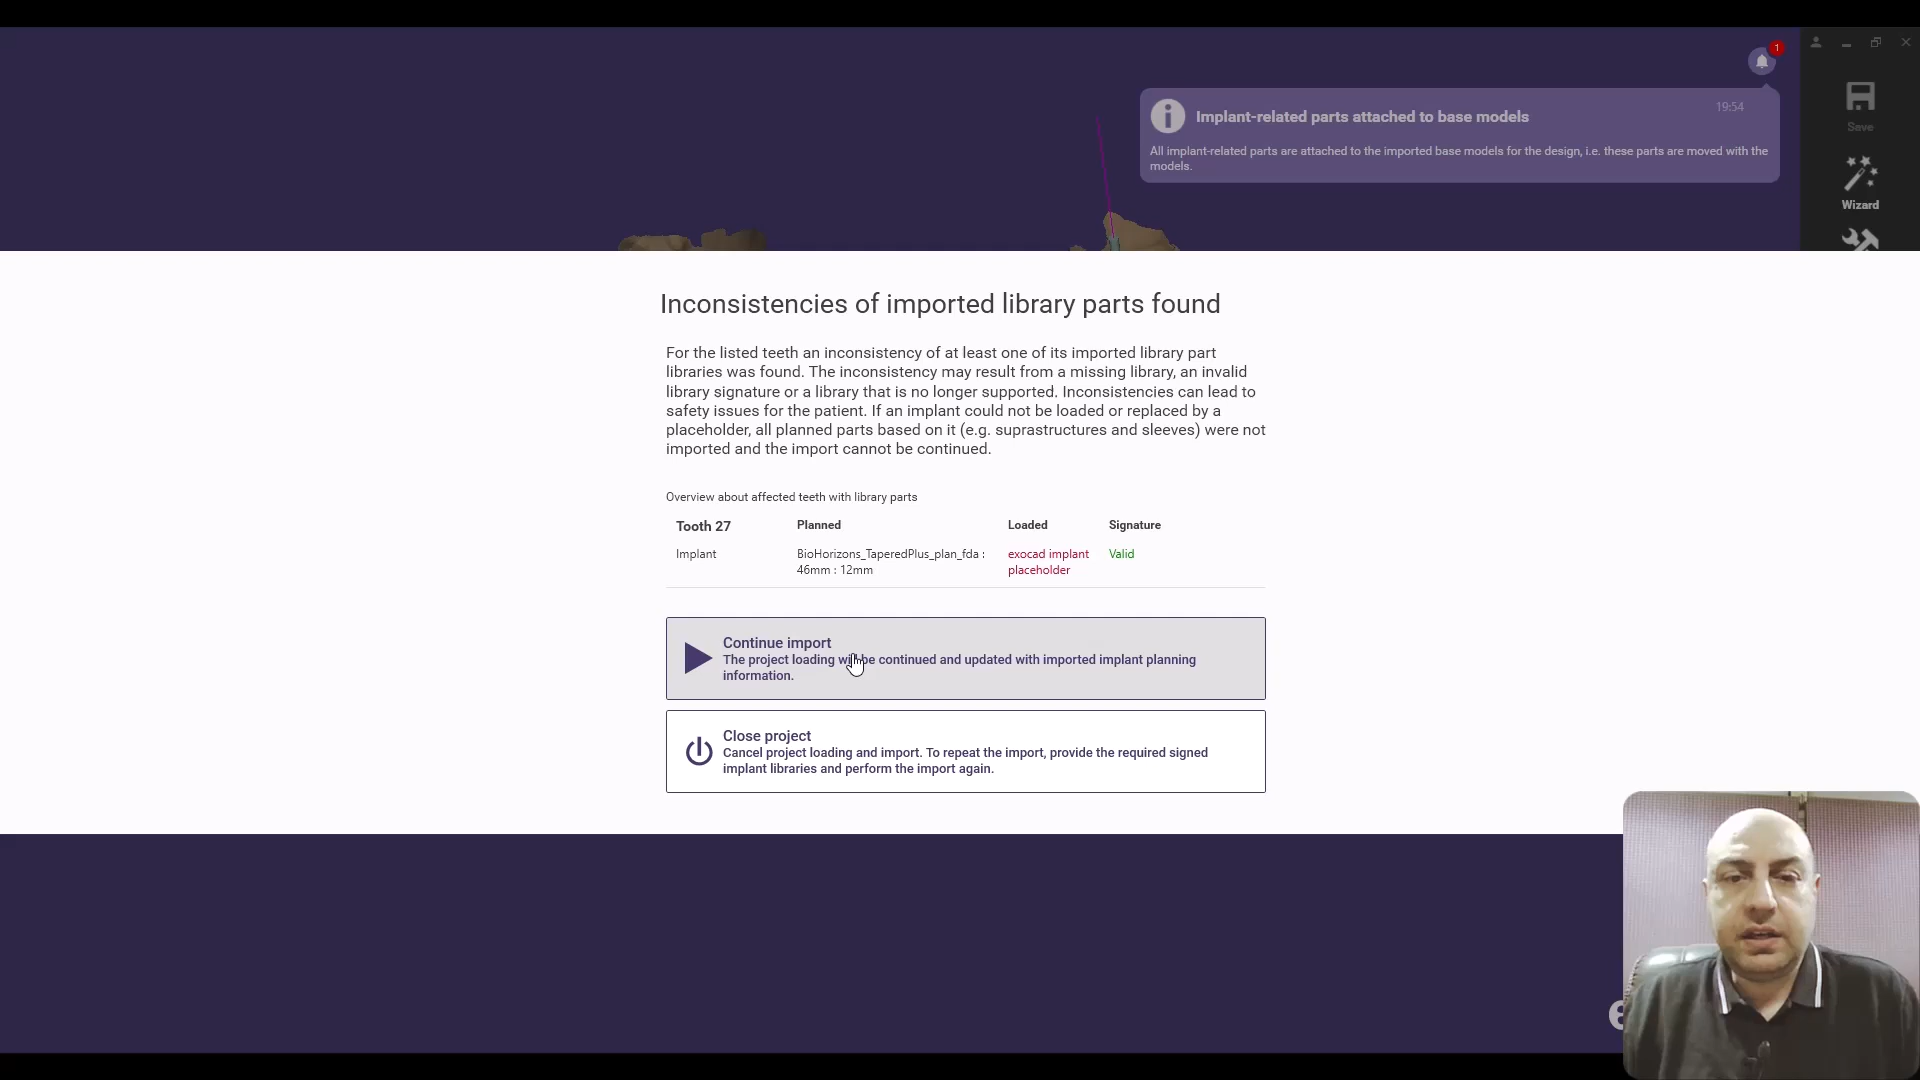 1
Implant-related parts attached to base models
19:54
All implant-related parts are attached to the imported base models for the design, i.e. these parts are moved with the
models.
Save
Wizard
Inconsistencies of imported library parts found
For the listed teeth an inconsistency of at least one of its imported library part
libraries was found. The inconsistency may result from a missing library, an invalid
library signature or a library that is no longer supported. Inconsistencies can lead to
safety issues for the patient. If an implant could not be loaded or replaced by a
placeholder, all planned parts based on it (e.g. suprastructures and sleeves) were not
imported and the import cannot be continued.
Overview about affected teeth with library parts
Tooth 27 Planned Loaded Signature
Implant BioHorizons_TaperedPlus_plan_fda : exocad implant Valid
46mm : 12mm placeholder
Continue import
The project loading will be continued and updated with imported implant planning
information.
Close project
Cancel project loading and import. To repeat the import, provide the required signed
implant libraries and perform the import again.